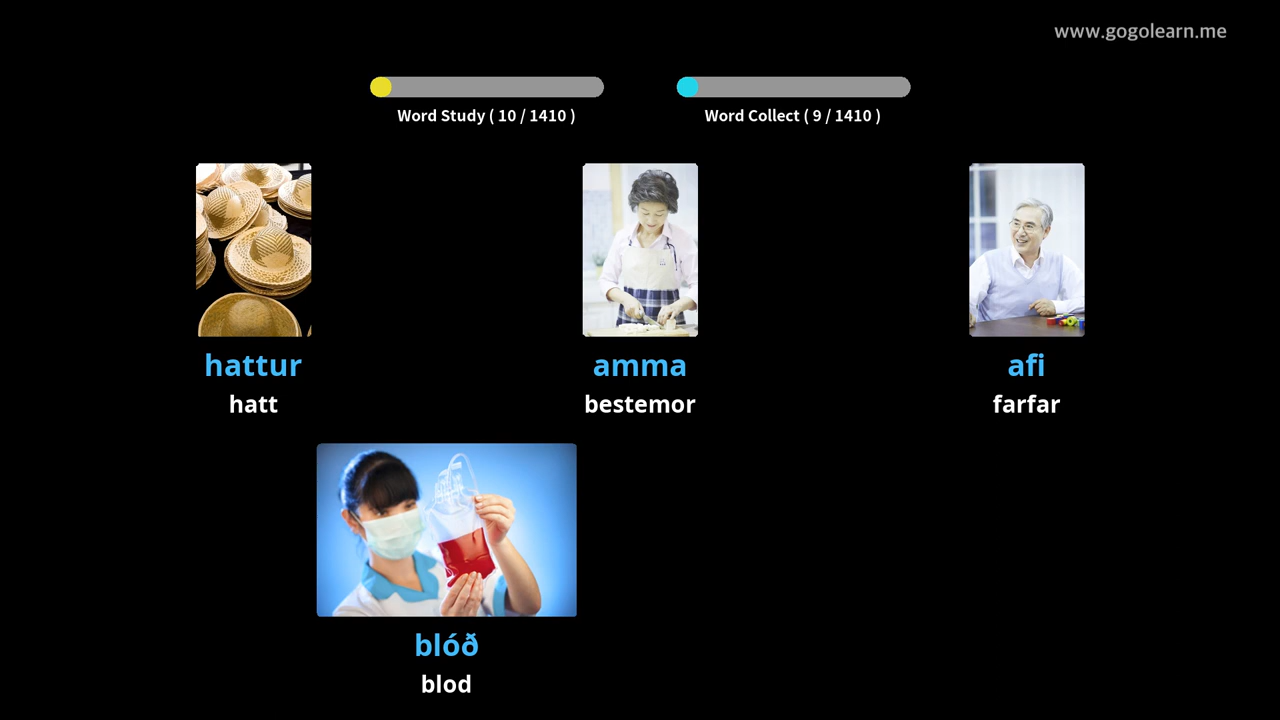 www.gogolearn.me
Word Study ( 10 / 1410 )
Word Collect ( 9 / 1410 )
hattur
hatt
amma
bestemor
afi
farfar
blóð
blod